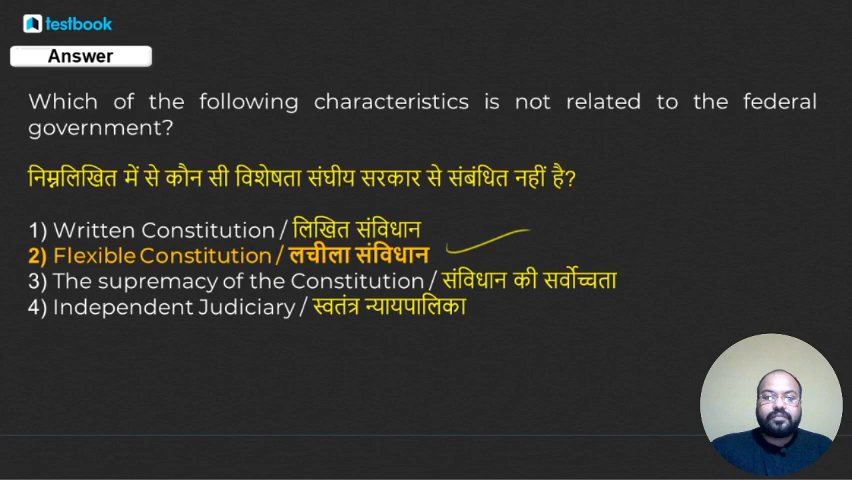 testbook
Answer
Which of the following characteristics is not related to the federal
government?
निम्नलिखित में से कौन सी विशेषता संघीय सरकार से संबंधित नहीं है?
1) Written Constitution / लिखित संविधान
2) Flexible Constitution / लचीला संविधान
3) The supremacy of the Constitution / संविधान की सर्वोच्चता
4) Independent Judiciary / स्वतंत्र न्यायपालिका